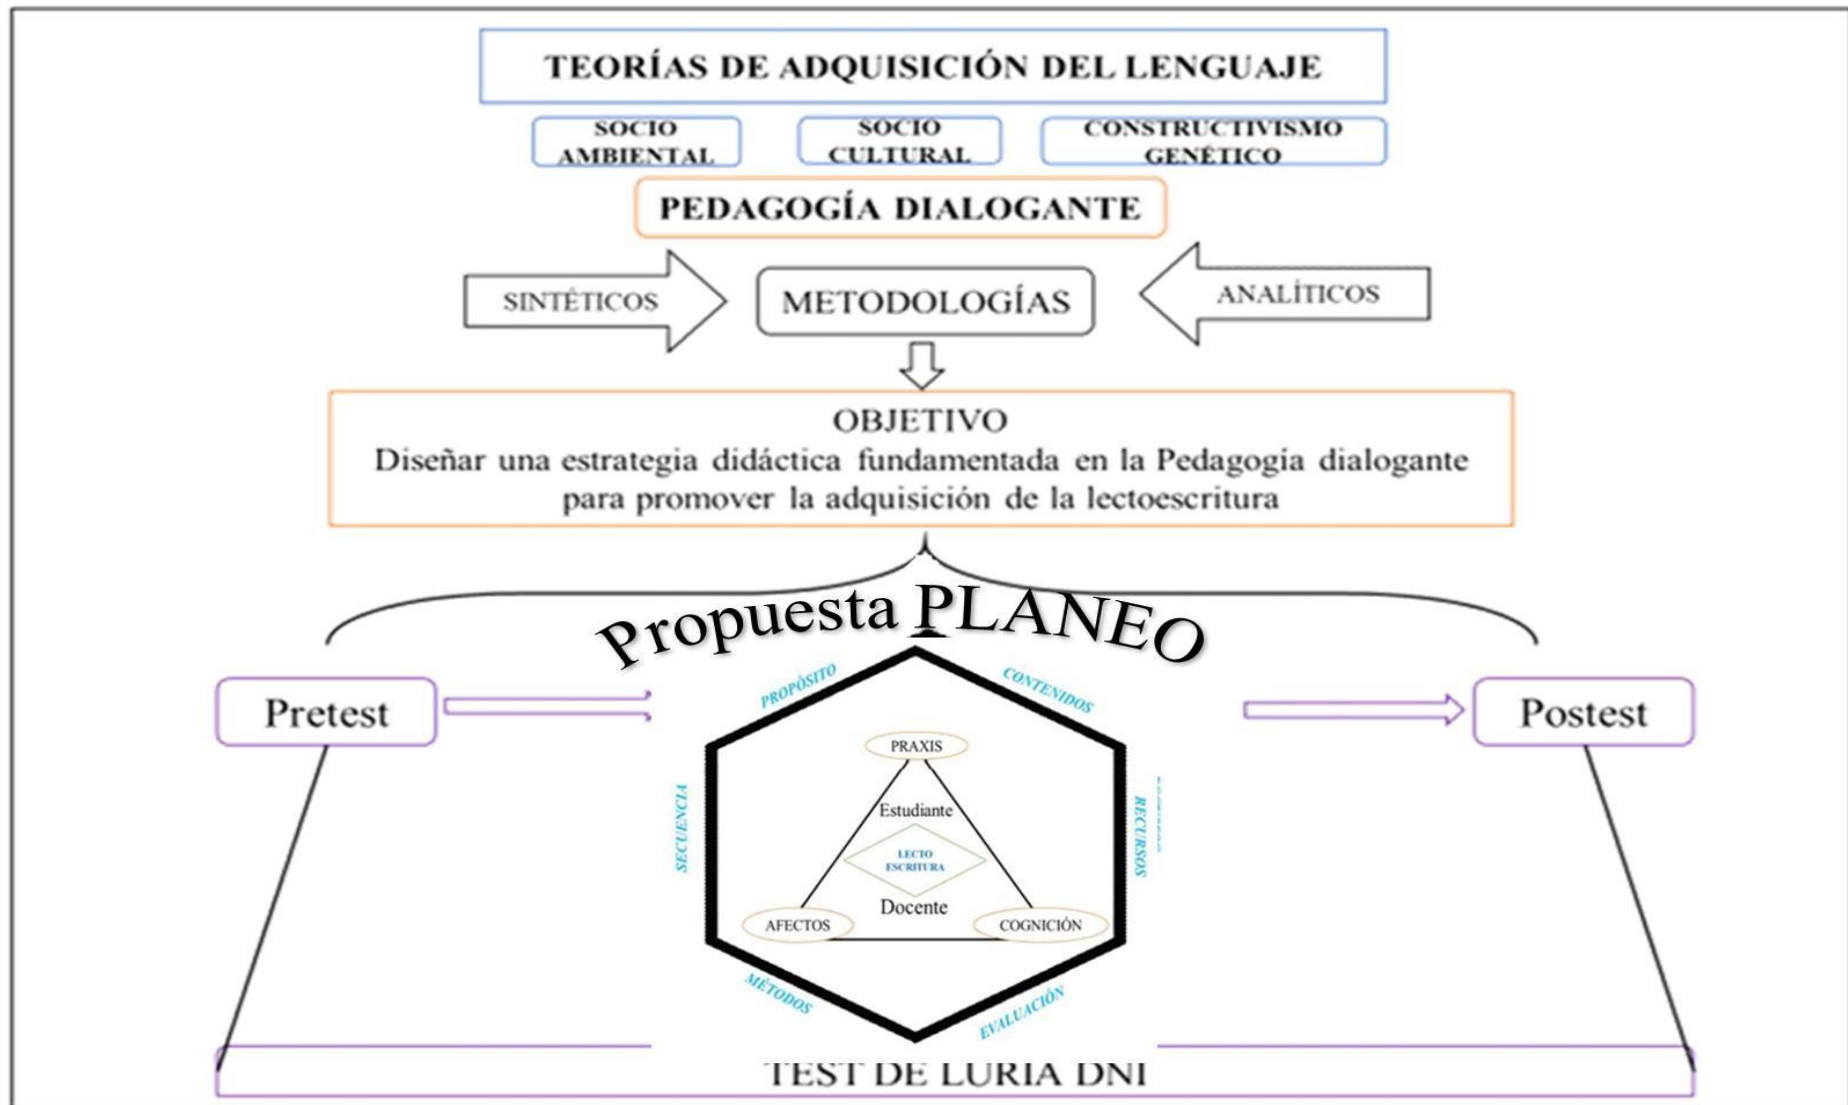 TEORÍAS DE ADQUISICIÓN DEL LENGUAJE
SOCIO
AMBIENTAL
SOCIO
CULTURAL
CONSTRUCTIVISMO
GENÉTICO
PEDAGOGÍA DIALOGANTE
SINTÉTICOS
METODOLOGÍAS
ANALÍTICOS
OBJETIVO
Diseñar una estrategia didáctica fundamentada en la Pedagogía dialogante
para promover la adquisición de la lectoescritura
Propuesta PLANEO
PROPÓSITO
CONTENIDOS
Pretest
Postest
PRAXIS
SECUENCIA
Estudiante
RECURSOS
LECTO
ESCRITURA
Docente
AFECTOS
COGNICIÓN
MÉTODOS
EVALUACIÓN
TEST DE LURIA DNI